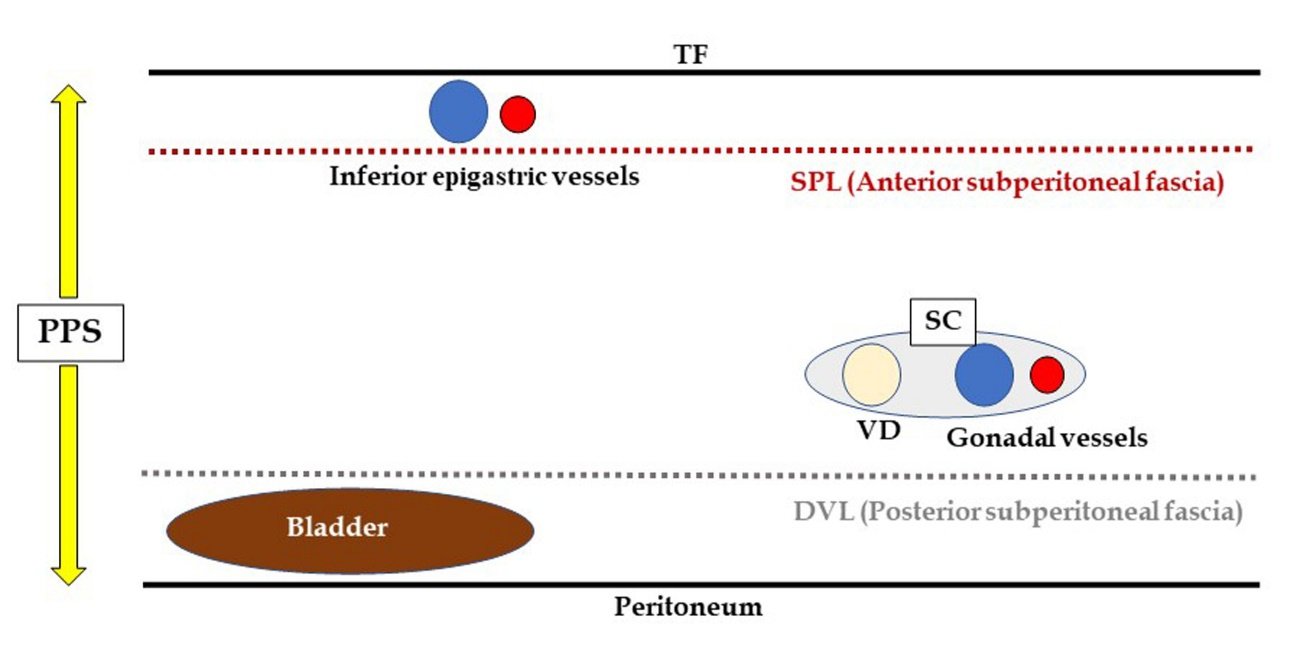 TF
Inferior epigastric vessels
SPL (Anterior subperitoneal fascia)
PPS
SC
VD
Gonadal vessels
DVL (Posterior subperitoneal fascia)
Bladder
Peritoneum